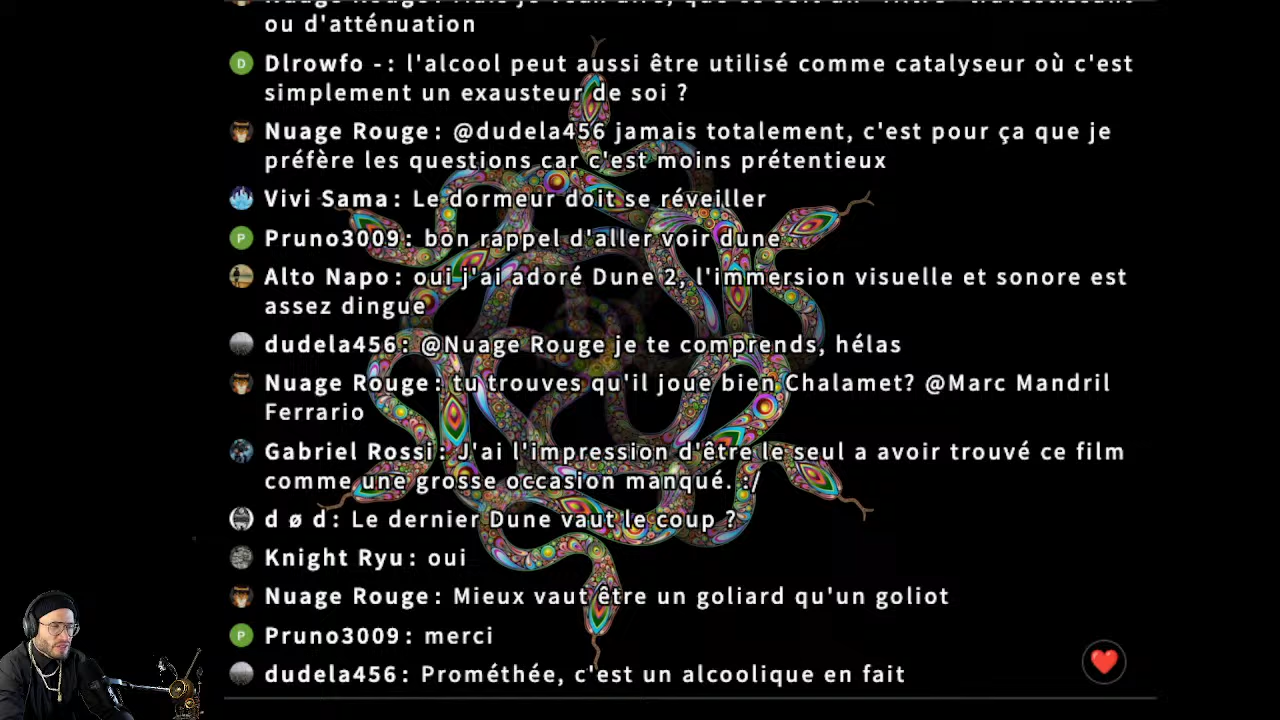 ou d'atténuation
D Dlrowfo -: l'alcool peut aussi être utilisé comme catalyseur où c'est
simplement un exausteur de soi ?
Nuage Rouge: @dudela456 jamais totalement, c'est pour ça que je
préfère les questions car c'est moins prétentieux
Vivi Sama: Le dormeur doit se réveiller
P Pruno3009: bon rappel d'aller voir dune
Alto Napo: oui j'ai adoré Dune 2, l'immersion visuelle et sonore est
assez dingue
dudela456: @Nuage Rouge je te comprends, hélas
Nuage Rouge: tu trouves qu'il joue bien Chalamet? @Marc Mandril
Ferrario
Gabriel Rossi: J'ai l'impression d'être le seul a avoir trouvé ce film
comme une grosse occasion manqué. :/
d ø d: Le dernier Dune vaut le coup ?
Knight Ryu: oui
Nuage Rouge: Mieux vaut être un goliard qu'un goliot
P Pruno3009: merci
dudela456: Prométhée, c'est un alcoolique en fait